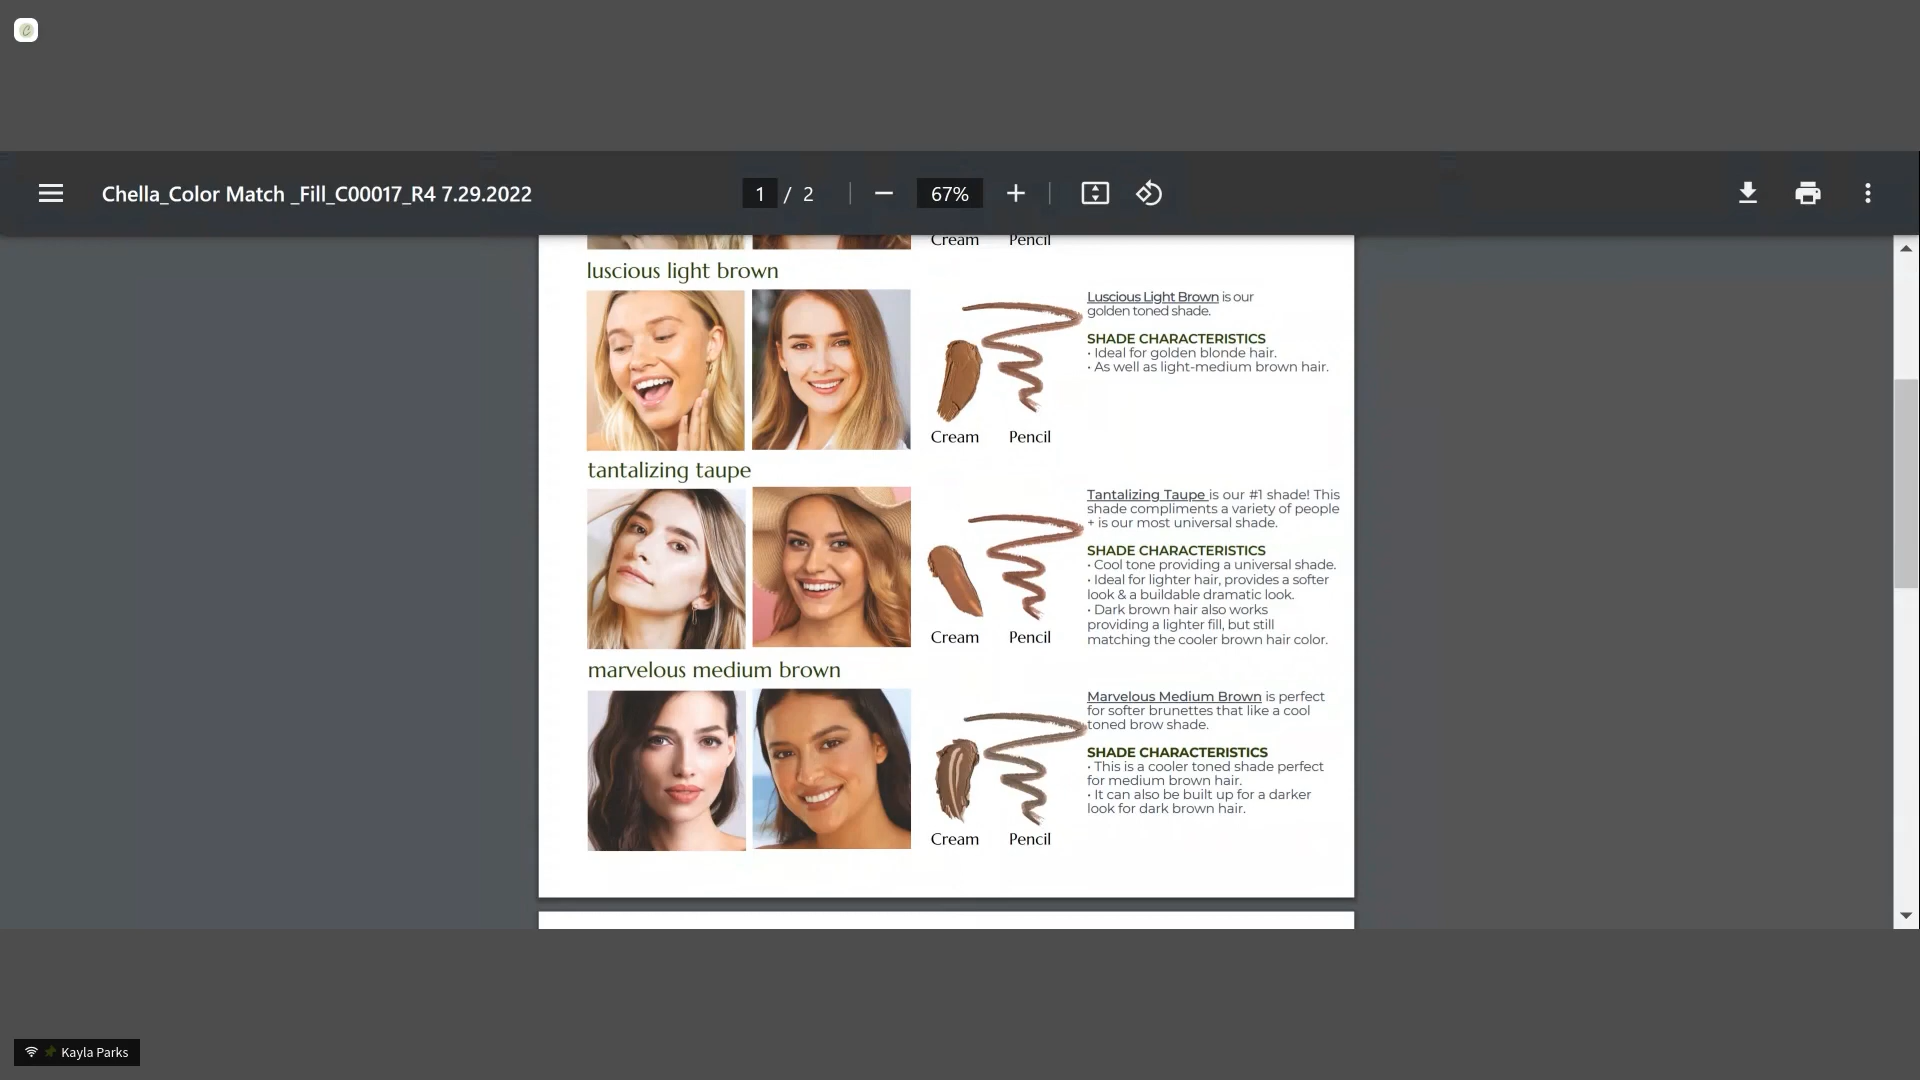 Chella_Color Match _Fill_C00017_R4 7.29.2022
1 / 2
67%
Cream Pencil
luscious light brown
Luscious Light Brown is our
golden toned shade.
SHADE CHARACTERISTICS
· Ideal for golden blonde hair.
· As well as light-medium brown hair.
Cream Pencil
tantalizing taupe
Tantalizing Taupe is our #1 shade! This
shade compliments a variety of people
+ is our most universal shade.
SHADE CHARACTERISTICS
· Cool tone providing a universal shade.
· Ideal for lighter hair, provides a softer
look & a buildable dramatic look.
· Dark brown hair also works
providing a lighter fill, but still
matching the cooler brown hair color.
Cream Pencil
marvelous medium brown
Marvelous Medium Brown is perfect
for softer brunettes that like a cool
toned brow shade.
SHADE CHARACTERISTICS
· This is a cooler toned shade perfect
for medium brown hair.
· It can also be built up for a darker
look for dark brown hair.
Cream Pencil
Kayla Parks